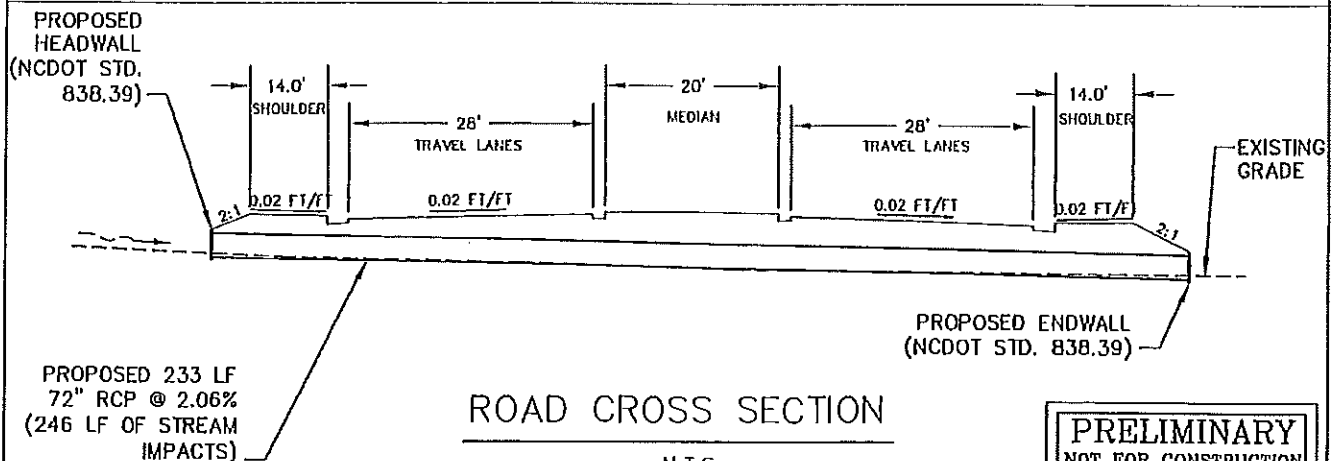 PROPOSED
HEADWALL
(NCDOT STD.
838.39)
14.0'
SHOULDER
28'
TRAVEL LANES
20'
MEDIAN
28'
TRAVEL LANES
14.0'
SHOULDER
EXISTING
GRADE
2:1
0.02 FT/FT
0.02 FT/FT
0.02 FT/FT
0.02 FT/F
2:1
PROPOSED ENDWALL
(NCDOT STD. 838.39)
PROPOSED 233 LF
72" RCP @ 2.06%
(246 LF OF STREAM
IMPACTS)
ROAD CROSS SECTION
N.T.S.
PRELIMINARY
NOT FOR CONSTRUCTION